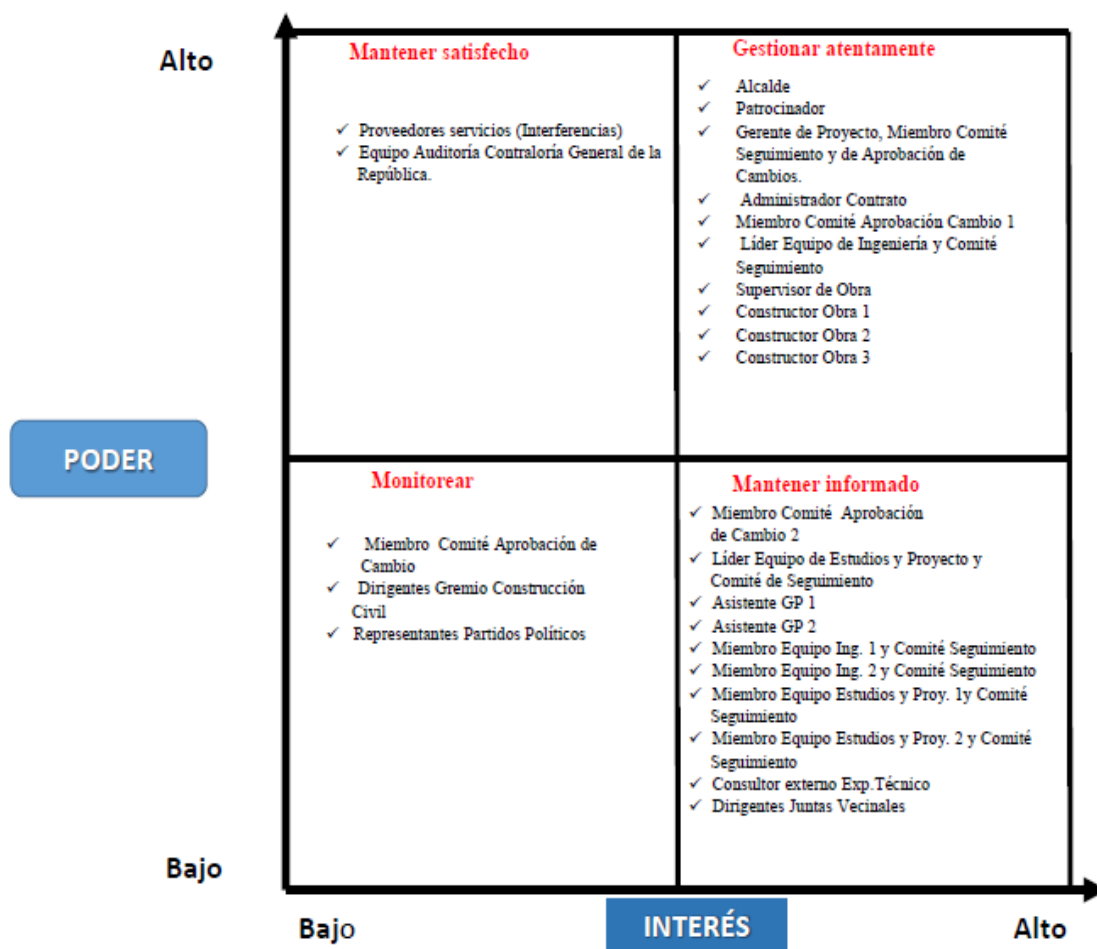 Alto
Mantener satisfecho
✓ Proveedores servicios (Interferencias)
✓ Equipo Auditoría Contraloría General de la
República.
Gestionar atentamente
✓ Alcalde
✓ Patrocinador
✓ Gerente de Proyecto, Miembro Comité
Seguimiento y de Aprobación de
Cambios.
✓ Administrador Contrato
✓ Miembro Comité Aprobación Cambio 1
✓ Líder Equipo de Ingeniería y Comité
Seguimiento
✓ Supervisor de Obra
✓ Constructor Obra 1
✓ Constructor Obra 2
✓ Constructor Obra 3
PODER
Monitorear
✓ Miembro Comité Aprobación de
Cambio
✓ Dirigentes Gremio Construcción
Civil
✓ Representantes Partidos Políticos
Mantener informado
✓ Miembro Comité Aprobación
de Cambio 2
✓ Líder Equipo de Estudios y Proyecto y
Comité de Seguimiento
✓ Asistente GP 1
✓ Asistente GP 2
✓ Miembro Equipo Ing. 1 y Comité Seguimiento
✓ Miembro Equipo Ing. 2 y Comité Seguimiento
✓ Miembro Equipo Estudios y Proy. 1y Comité
Seguimiento
✓ Miembro Equipo Estudios y Proy. 2 y Comité
Seguimiento
✓ Consultor externo Exp.Técnico
✓ Dirigentes Juntas Vecinales
Bajo
Bajo
INTERÉS
Alto